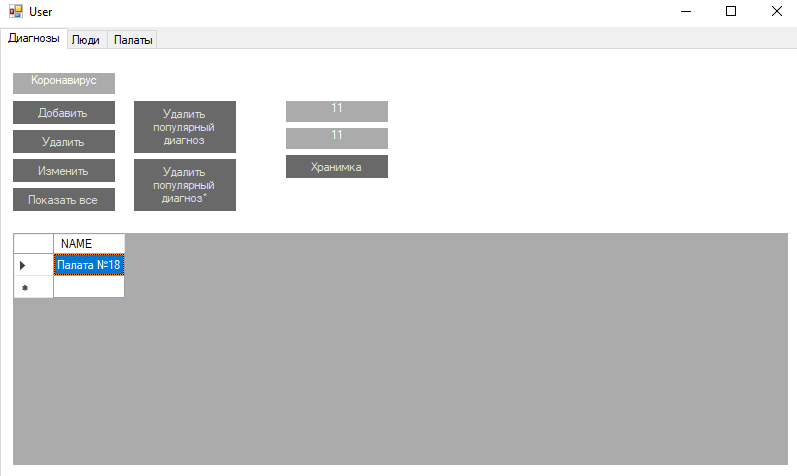 User
Диагнозы Люди Палаты
Коронавирус
Добавить
Удалить
Изменить
Показать все
Удалить
популярный
диагноз
Удалить
популярный
диагноз*
11
11
Хранимка
NAME
Палата №18